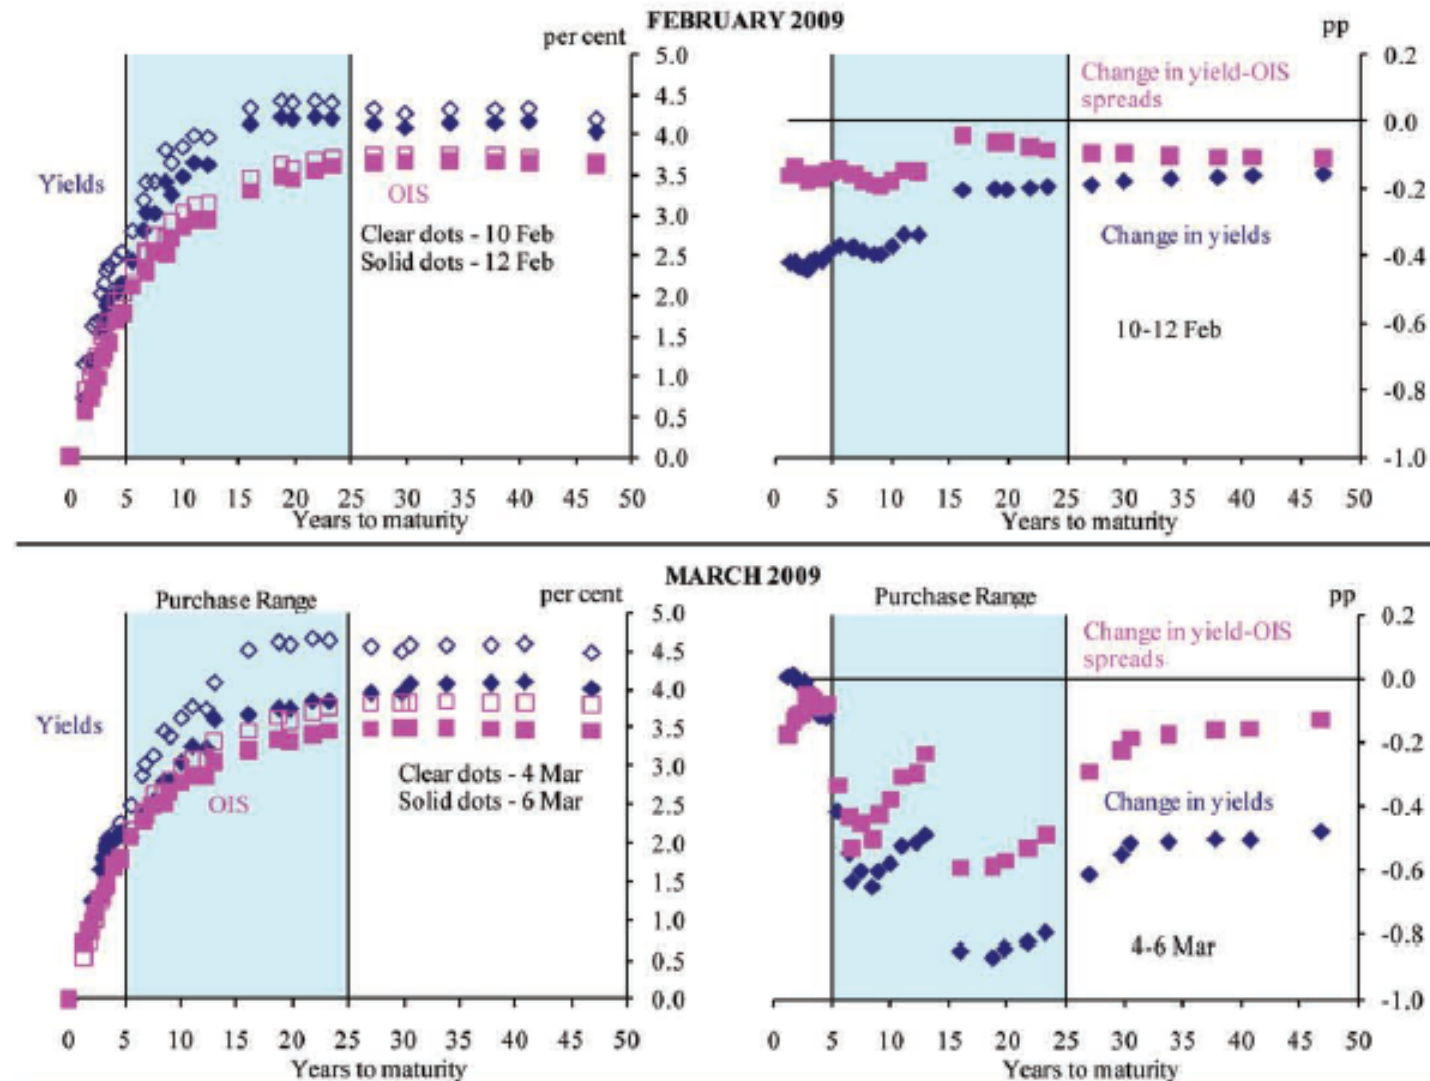 FEBRUARY 2009
per cent
5.0
4.5
4.0
3.5
3.0
2.5
2.0
1.5
1.0
0.5
0.0
Yields
OIS
Clear dots - 10 Feb
Solid dots - 12 Feb
0 5 10 15 20 25 30 35 40 45 50
Years to maturity
pp
0.2
0.0
-0.2
-0.4
-0.6
-0.8
-1.0
Change in yield-OIS
spreads
Change in yields
10-12 Feb
0 5 10 15 20 25 30 35 40 45 50
Years to maturity
MARCH 2009
Purchase Range
per cent
5.0
4.5
4.0
3.5
3.0
2.5
2.0
1.5
1.0
0.5
0.0
Yields
OIS
Clear dots - 4 Mar
Solid dots - 6 Mar
0 5 10 15 20 25 30 35 40 45 50
Years to maturity
Purchase Range
pp
0.2
0.0
-0.2
-0.4
-0.6
-0.8
-1.0
Change in yield-OIS
spreads
Change in yields
4-6 Mar
0 5 10 15 20 25 30 35 40 45 50
Years to maturity